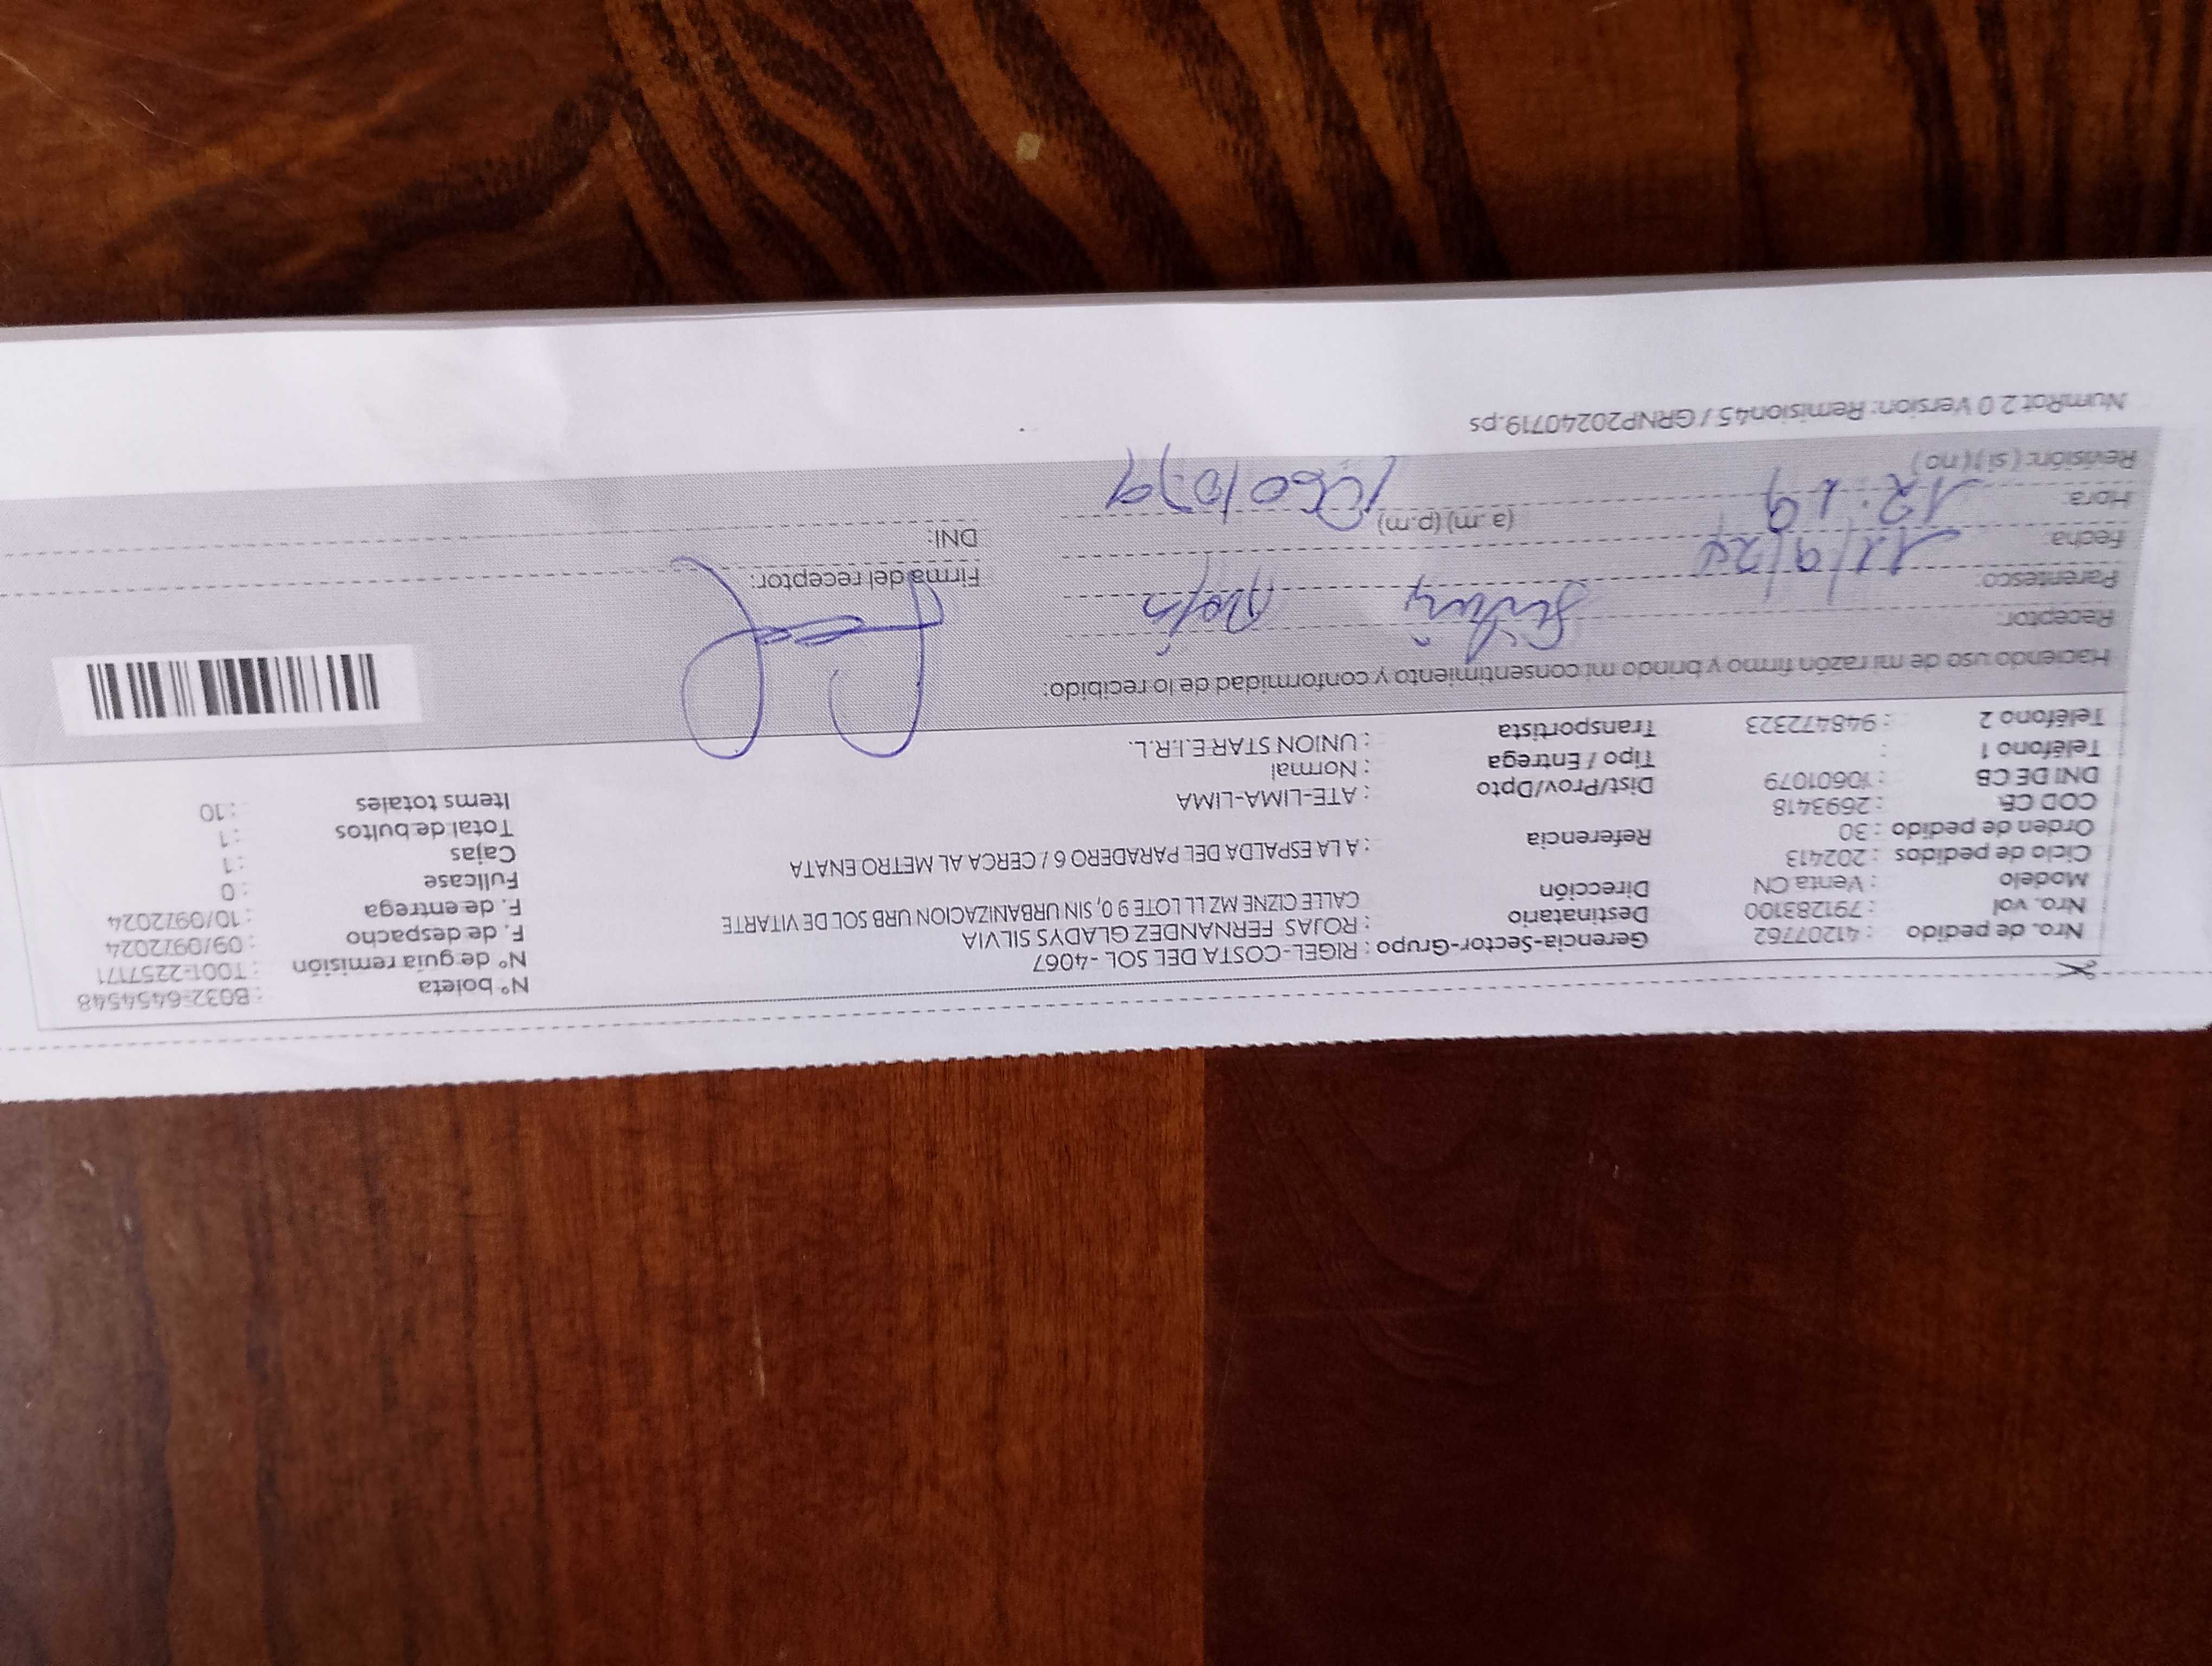 Nro. de pedido : 41207762 Gerencia-Sector-Grupo : RIGEL-COSTA DEL SOL -4067 N° boleta : B032-6454548
Nro. vol : 791283100 Destinatario : ROJAS FERNANDEZ GLADYS SILVIA N° de guia remisión : T001-2257171
Modelo : Venta CN Dirección CALLE CIZNE MZ LL LOTE 9 0, SIN URBANIZACION URB SOL DE VITARTE F. de despacho : 09/09/2024
Ciclo de pedidos : 202413 F. de entrega : 10/09/2024
Orden de pedido : 30 Referencia : A LA ESPALDA DEL PARADERO 6 / CERCA AL METRO ENATA Fullcase : 0
COD CB : 2693418 Cajas : 1
DNI DE CB : 10601079 Dist/Prov/Dpto : ATE-LIMA-LIMA Total de bultos : 1
Teléfono 1 : Tipo / Entrega : Normal Items totales : 10
Teléfono 2 : 948472323 Transportista : UNION STAR E.I.R.L.
Haciendo uso de mi razón firmo y brindo mi consentimiento y conformidad de lo recibido:
Receptor: Silvia Rojas
Parentesco: Firma del receptor:
Fecha: 11/9/24 DNI:
Hora: 12:19 (a .m) (p.m) 10601079
Revisión: ( si ) ( no )
NumRot 2 0 Version: Remision45 / GRNP20240719.ps